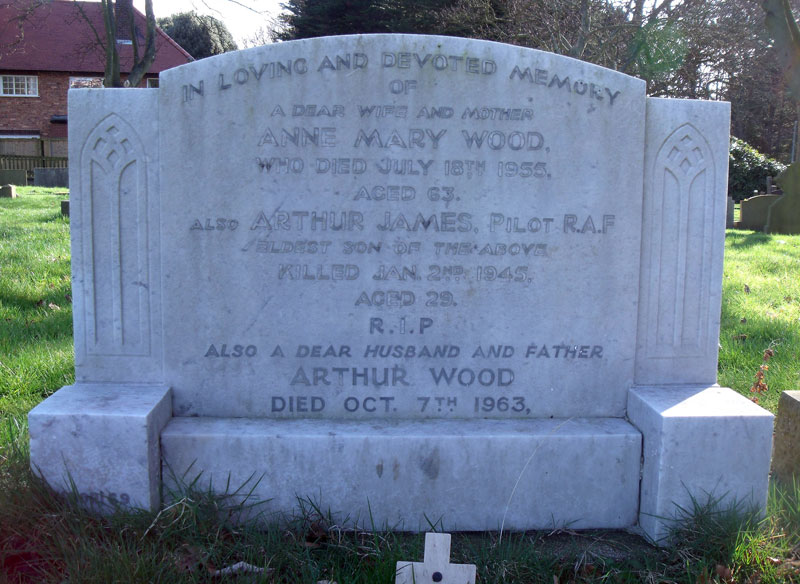 IN LOVING AND DEVOTED MEMORY
OF
A DEAR WIFE AND MOTHER
ANNE MARY WOOD,
WHO DIED JULY 18TH 1955,
AGED 63.
ALSO ARTHUR JAMES, PILOT R.A.F
ELDEST SON OF THE ABOVE
KILLED JAN. 2ND 1945,
AGED 29.
R.I.P
ALSO A DEAR HUSBAND AND FATHER
ARTHUR WOOD
DIED OCT. 7TH 1963,